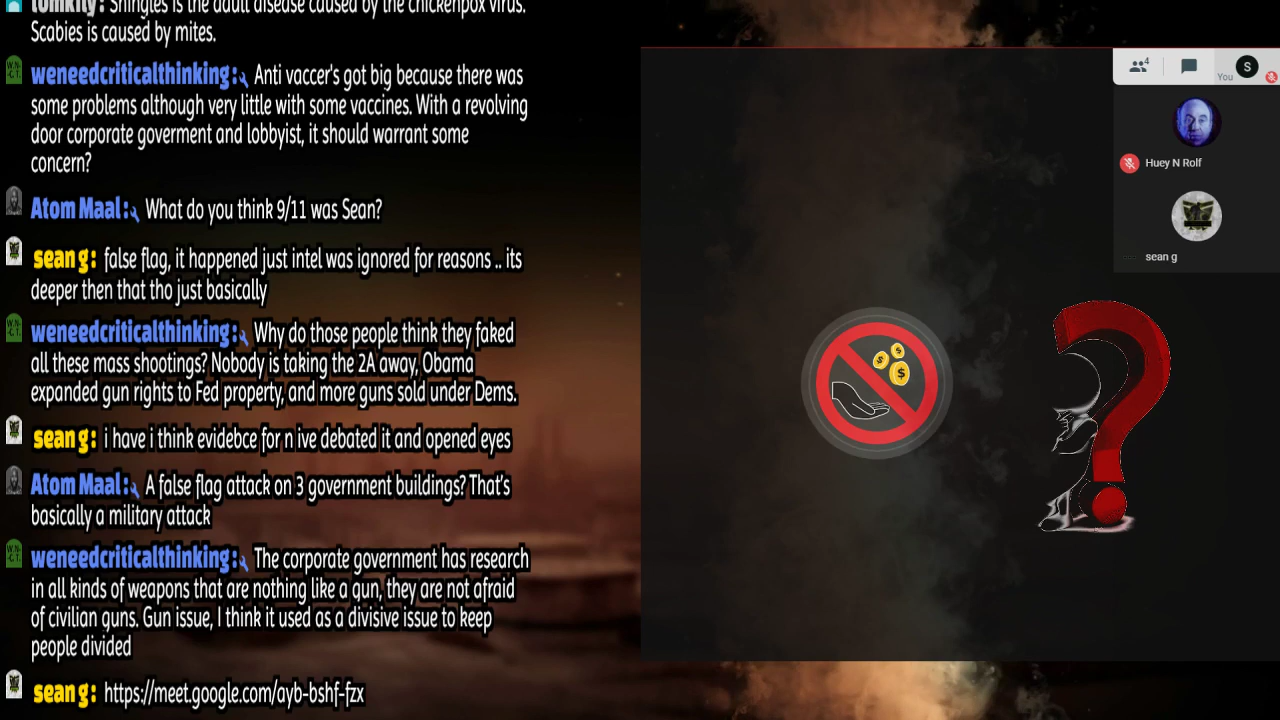 tomkity: Shingles is the adult disease caused by the chickenpox virus.
Scabies is caused by mites.
weneedcriticalthinking: Anti vaccer's got big because there was
some problems although very little with some vaccines. With a revolving
door corporate goverment and lobbyist, it should warrant some
concern?
Atom Maal: What do you think 9/11 was Sean?
sean g: false flag, it happened just intel was ignored for reasons .. its
deeper then that tho just basically
weneedcriticalthinking: Why do those people think they faked
all these mass shootings? Nobody is taking the 2A away, Obama
expanded gun rights to Fed property, and more guns sold under Dems.
sean g: i have i think evidebce for n ive debated it and opened eyes
Atom Maal: A false flag attack on 3 government buildings? That's
basically a military attack
weneedcriticalthinking: The corporate government has research
in all kinds of weapons that are nothing like a gun, they are not afraid
of civilian guns. Gun issue, I think it used as a divisive issue to keep
people divided
sean g: https://meet.google.com/ayb-bshf-fzx
4
You
S
Huey N Rolf
sean g
$ $ $